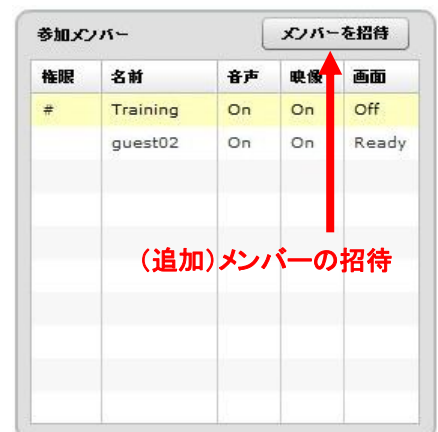 参加メンバー メンバーを招待
権限 名前 音声 映像 画面
# Training On On Off
guest02 On On Ready
(追加)メンバーの招待